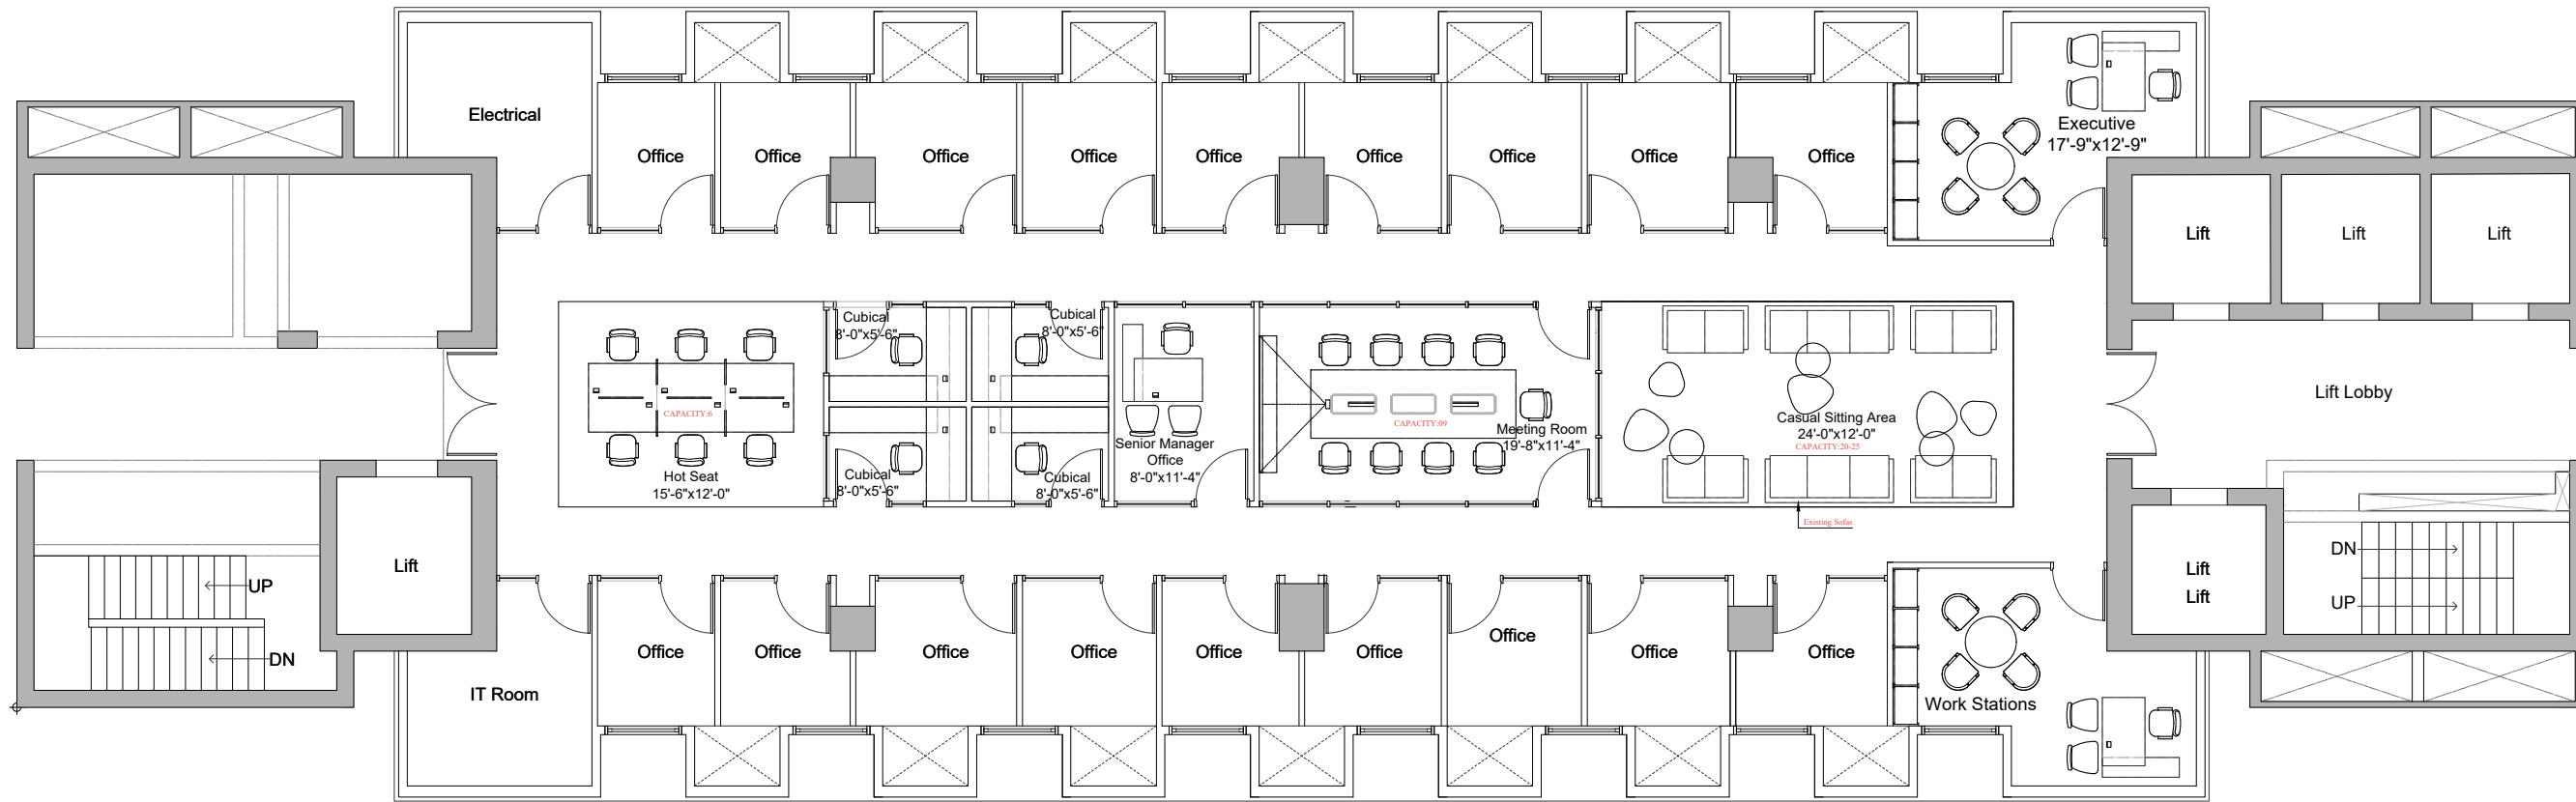 Electrical
Office
Office
Office
Office
Office
Office
Office
Office
Office
Executive
17'-9"x12'-9"
Lift
Lift
Lift
Cubical
8'-0"x5'-6"
Cubical
8'-0"x5'-6"
CAPACITY:6
Hot Seat
15'-6"x12'-0"
Cubical
8'-0"x5'-6"
Cubical
8'-0"x5'-6"
Senior Manager
Office
8'-0"x11'-4"
CAPACITY:09
Meeting Room
19'-8"x11'-4"
Casual Sitting Area
24'-0"x12'-0"
CAPACITY:20-25
Existing Sofas
Lift Lobby
Lift
UP
DN
IT Room
Office
Office
Office
Office
Office
Office
Office
Office
Office
Work Stations
Lift
Lift
DN
UP